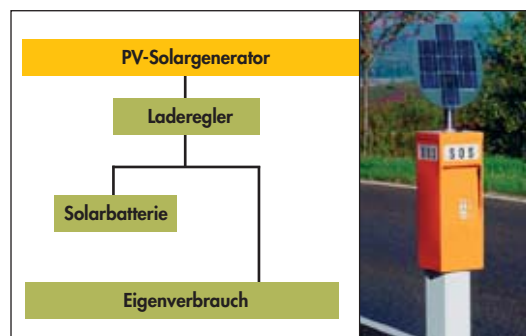 PV-Solargenerator
Laderegler
Solarbatterie
Eigenverbrauch
SOS
SOS